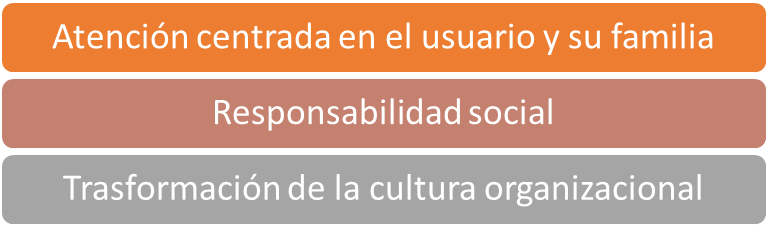 Atención centrada en el usuario y su familia
Responsabilidad social
Trasformación de la cultura organizacional